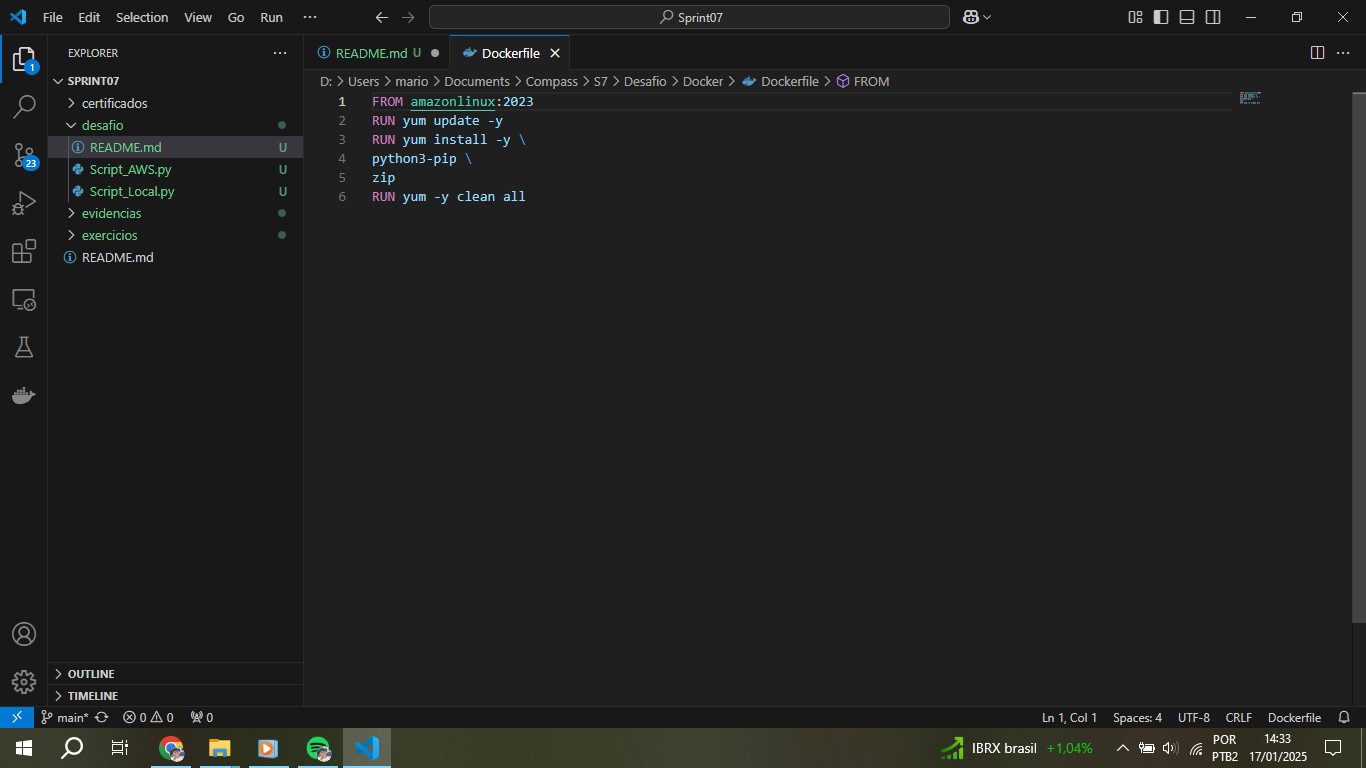 File Edit Selection View Go Run ···
Sprint07
EXPLORER ···
README.md U
Dockerfile
D: > Users > mario > Documents > Compass > S7 > Desafio > Docker > Dockerfile > FROM
1
SPRINT07
certificados
desafio
README.md U
Script_AWS.py U
Script_Local.py U
evidencias
exercicios
README.md
23
1 FROM amazonlinux:2023
2 RUN yum update -y
3 RUN yum install -y \
4 python3-pip \
5 zip
6 RUN yum -y clean all
OUTLINE
TIMELINE
main* 0 0 0
Ln 1, Col 1 Spaces: 4 UTF-8 CRLF Dockerfile
IBRX brasil +1,04%
POR
PTB2
14:33
17/01/2025